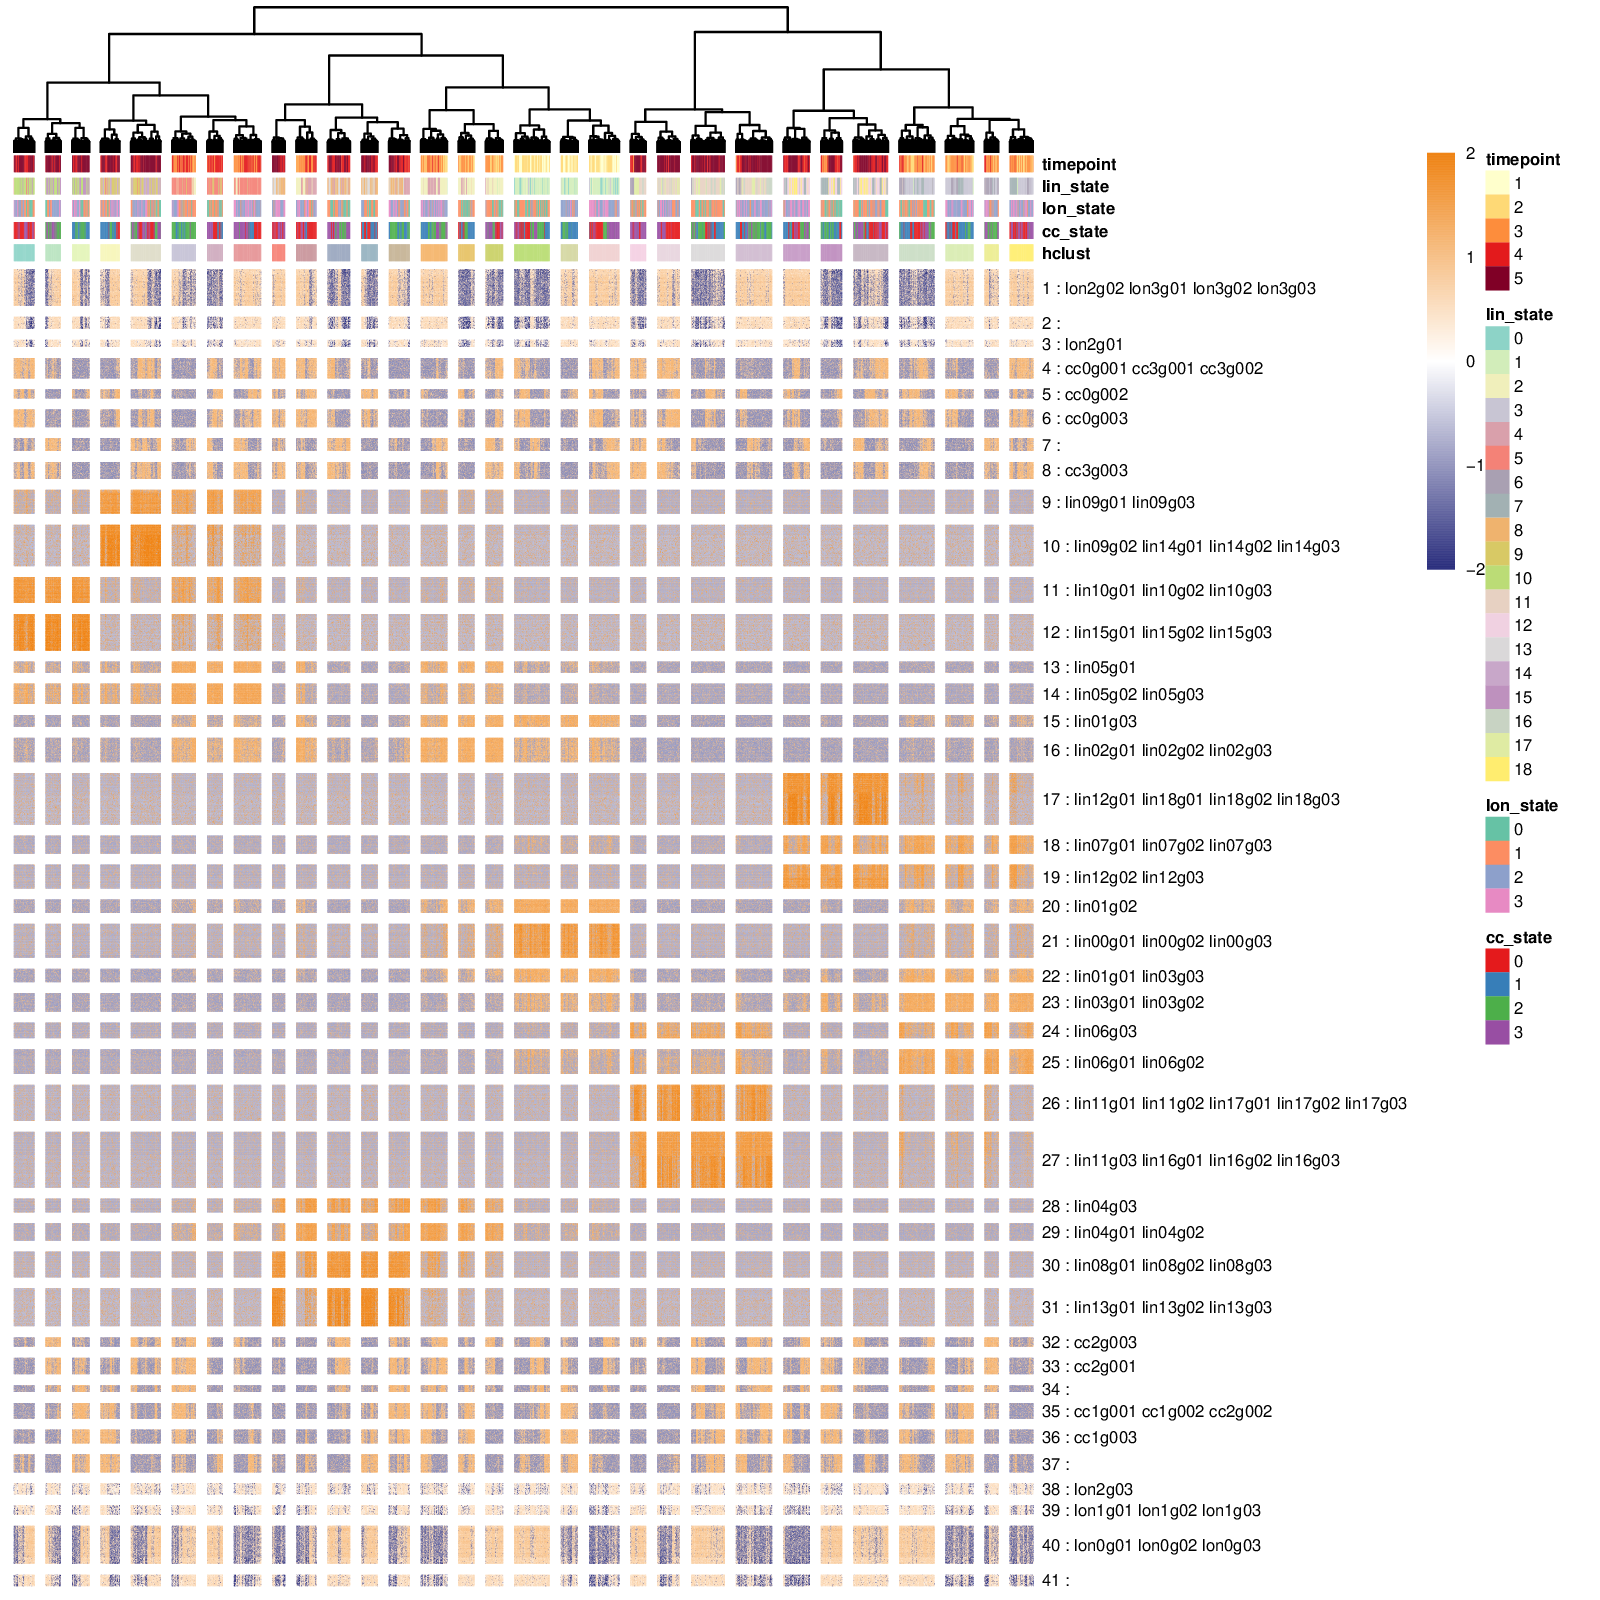 timepoint
lin_state
lon_state
cc_state
hclust
1 : lon2g02 lon3g01 lon3g02 lon3g03
2 :
3 : lon2g01
4 : cc0g001 cc3g001 cc3g002
5 : cc0g002
6 : cc0g003
7 :
8 : cc3g003
9 : lin09g01 lin09g03
10 : lin09g02 lin14g01 lin14g02 lin14g03
11 : lin10g01 lin10g02 lin10g03
12 : lin15g01 lin15g02 lin15g03
13 : lin05g01
14 : lin05g02 lin05g03
15 : lin01g03
16 : lin02g01 lin02g02 lin02g03
17 : lin12g01 lin18g01 lin18g02 lin18g03
18 : lin07g01 lin07g02 lin07g03
19 : lin12g02 lin12g03
20 : lin01g02
21 : lin00g01 lin00g02 lin00g03
22 : lin01g01 lin03g03
23 : lin03g01 lin03g02
24 : lin06g03
25 : lin06g01 lin06g02
26 : lin11g01 lin11g02 lin17g01 lin17g02 lin17g03
27 : lin11g03 lin16g01 lin16g02 lin16g03
28 : lin04g03
29 : lin04g01 lin04g02
30 : lin08g01 lin08g02 lin08g03
31 : lin13g01 lin13g02 lin13g03
32 : cc2g003
33 : cc2g001
34 :
35 : cc1g001 cc1g002 cc2g002
36 : cc1g003
37 :
38 : lon2g03
39 : lon1g01 lon1g02 lon1g03
40 : lon0g01 lon0g02 lon0g03
41 :
2
1
0
−1
−2
timepoint
1
2
3
4
5
lin_state
0
1
2
3
4
5
6
7
8
9
10
11
12
13
14
15
16
17
18
lon_state
0
1
2
3
cc_state
0
1
2
3